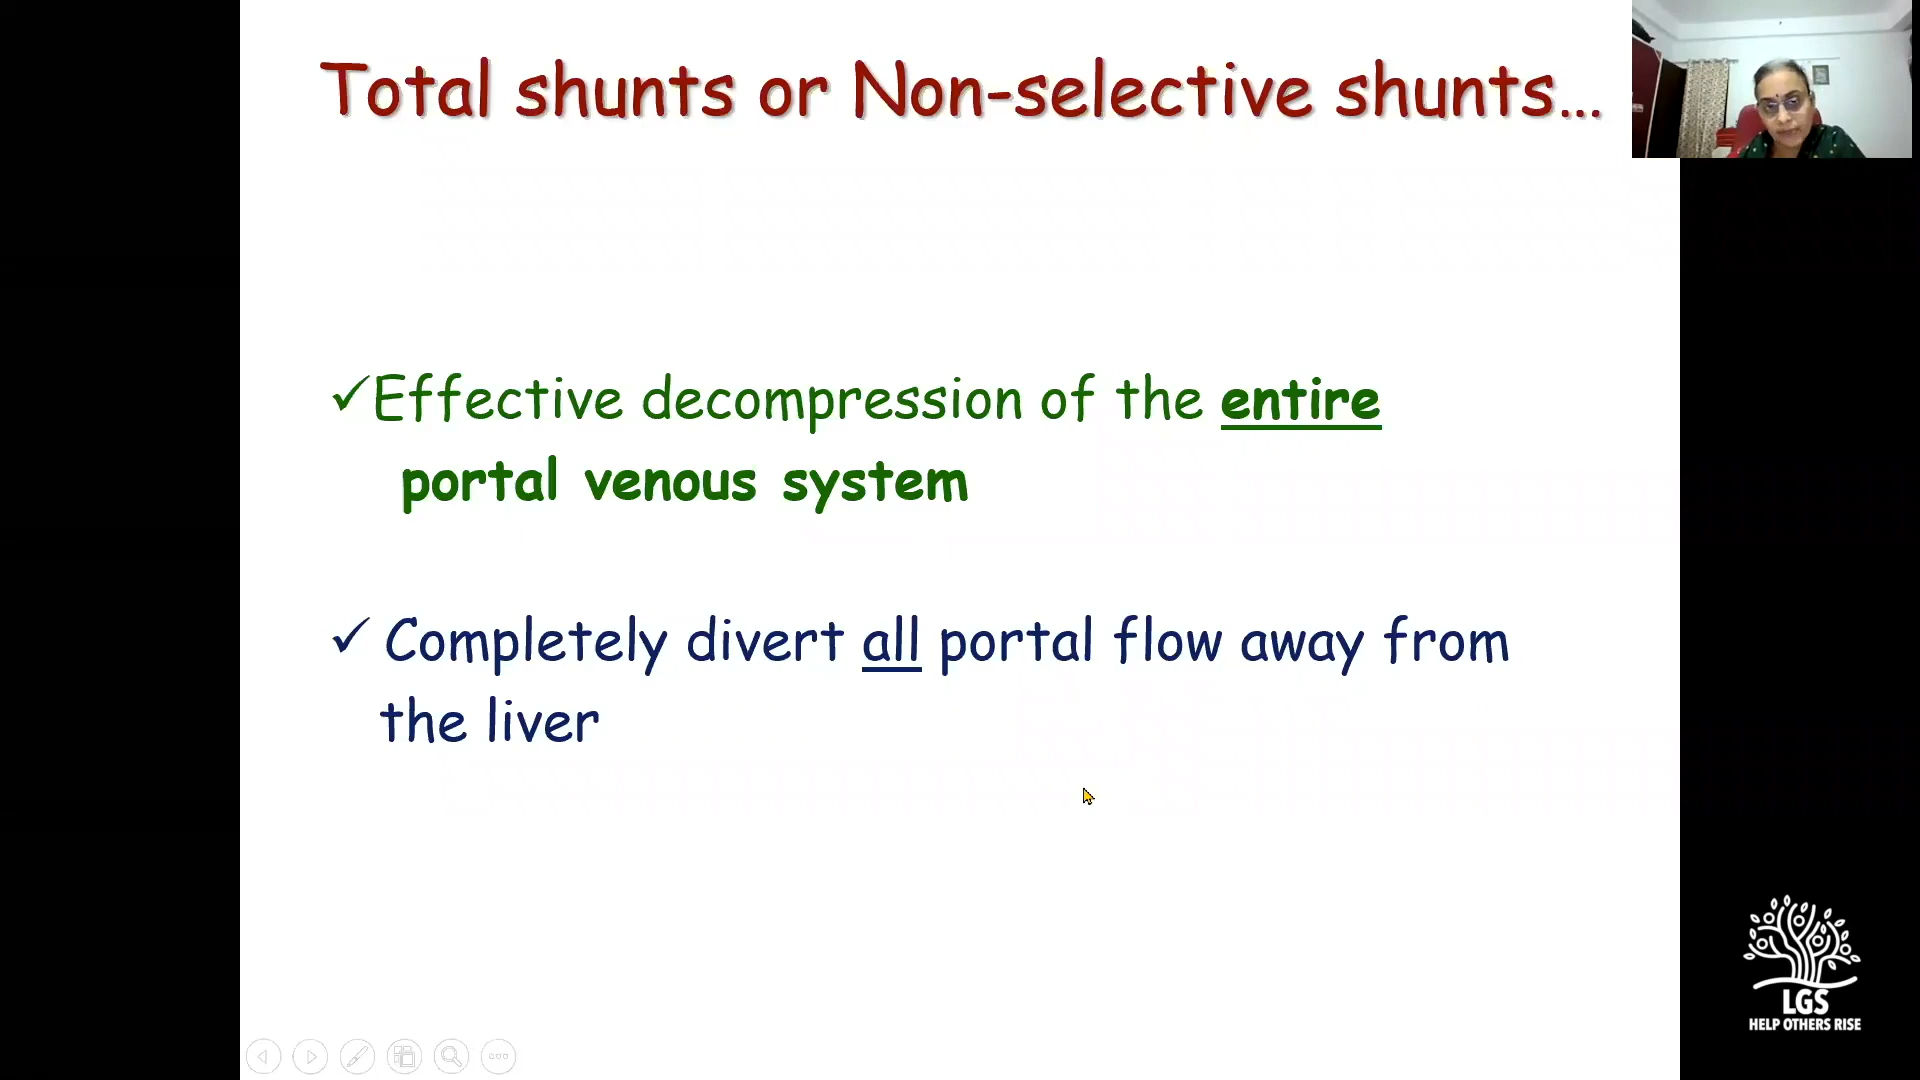 Total shunts or Non-selective shunts...
✓Effective decompression of the entire
portal venous system
✓ Completely divert all portal flow away from
the liver
LGS
HELP OTHERS RISE